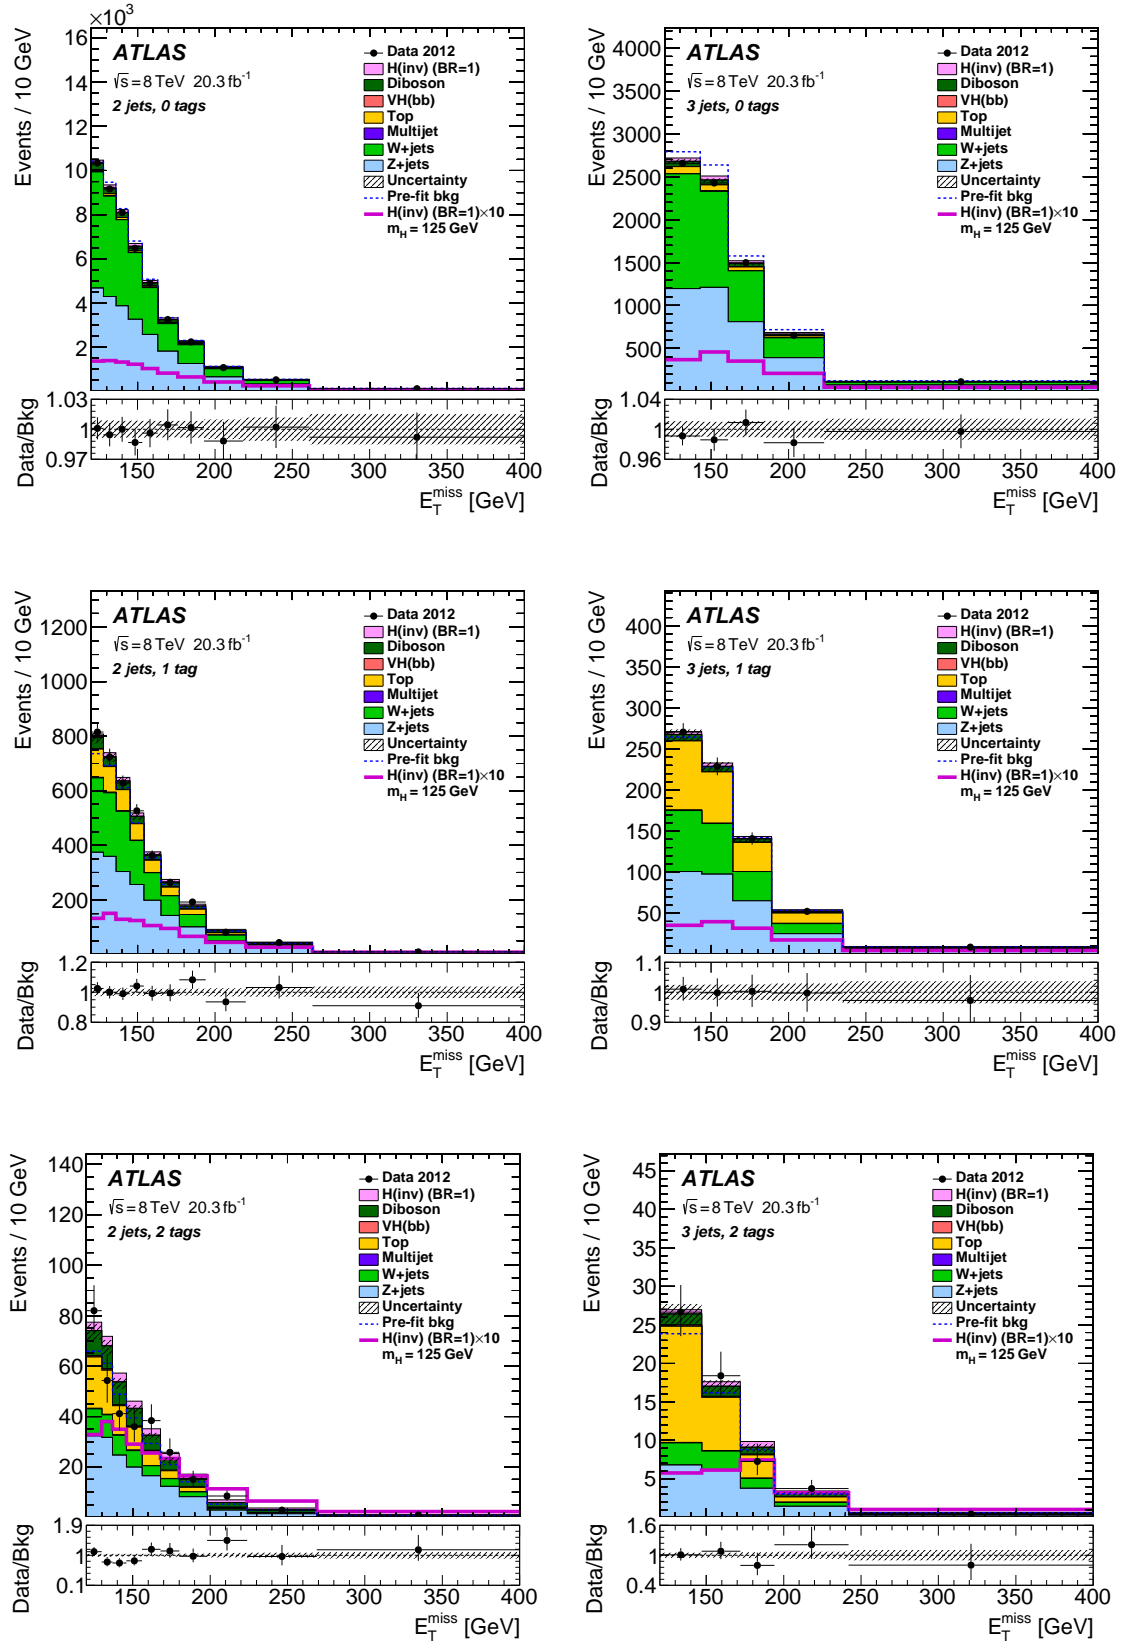 ×10³
Events / 10 GeV
16
14
12
10
8
6
4
2
ATLAS
√s = 8 TeV 20.3 fb⁻¹
2 jets, 0 tags
Data 2012
H(inv) (BR=1)
Diboson
VH(bb)
Top
Multijet
W+jets
Z+jets
Uncertainty
Pre-fit bkg
H(inv) (BR=1)×10
m_H = 125 GeV
Data/Bkg
1.03
1
0.97
150 200 250 300 350 400
E_T^miss [GeV]
Events / 10 GeV
4000
3500
3000
2500
2000
1500
1000
500
ATLAS
√s = 8 TeV 20.3 fb⁻¹
3 jets, 0 tags
Data 2012
H(inv) (BR=1)
Diboson
VH(bb)
Top
Multijet
W+jets
Z+jets
Uncertainty
Pre-fit bkg
H(inv) (BR=1)×10
m_H = 125 GeV
Data/Bkg
1.04
1
0.96
150 200 250 300 350 400
E_T^miss [GeV]
Events / 10 GeV
1200
1000
800
600
400
200
ATLAS
√s = 8 TeV 20.3 fb⁻¹
2 jets, 1 tag
Data 2012
H(inv) (BR=1)
Diboson
VH(bb)
Top
Multijet
W+jets
Z+jets
Uncertainty
Pre-fit bkg
H(inv) (BR=1)×10
m_H = 125 GeV
Data/Bkg
1.2
1
0.8
150 200 250 300 350 400
E_T^miss [GeV]
Events / 10 GeV
400
350
300
250
200
150
100
50
ATLAS
√s = 8 TeV 20.3 fb⁻¹
3 jets, 1 tag
Data 2012
H(inv) (BR=1)
Diboson
VH(bb)
Top
Multijet
W+jets
Z+jets
Uncertainty
Pre-fit bkg
H(inv) (BR=1)×10
m_H = 125 GeV
Data/Bkg
1.1
1
0.9
150 200 250 300 350 400
E_T^miss [GeV]
Events / 10 GeV
140
120
100
80
60
40
20
ATLAS
√s = 8 TeV 20.3 fb⁻¹
2 jets, 2 tags
Data 2012
H(inv) (BR=1)
Diboson
VH(bb)
Top
Multijet
W+jets
Z+jets
Uncertainty
Pre-fit bkg
H(inv) (BR=1)×10
m_H = 125 GeV
Data/Bkg
1.9
1
0.1
150 200 250 300 350 400
E_T^miss [GeV]
Events / 10 GeV
45
40
35
30
25
20
15
10
5
ATLAS
√s = 8 TeV 20.3 fb⁻¹
3 jets, 2 tags
Data 2012
H(inv) (BR=1)
Diboson
VH(bb)
Top
Multijet
W+jets
Z+jets
Uncertainty
Pre-fit bkg
H(inv) (BR=1)×10
m_H = 125 GeV
Data/Bkg
1.6
1
0.4
150 200 250 300 350 400
E_T^miss [GeV]